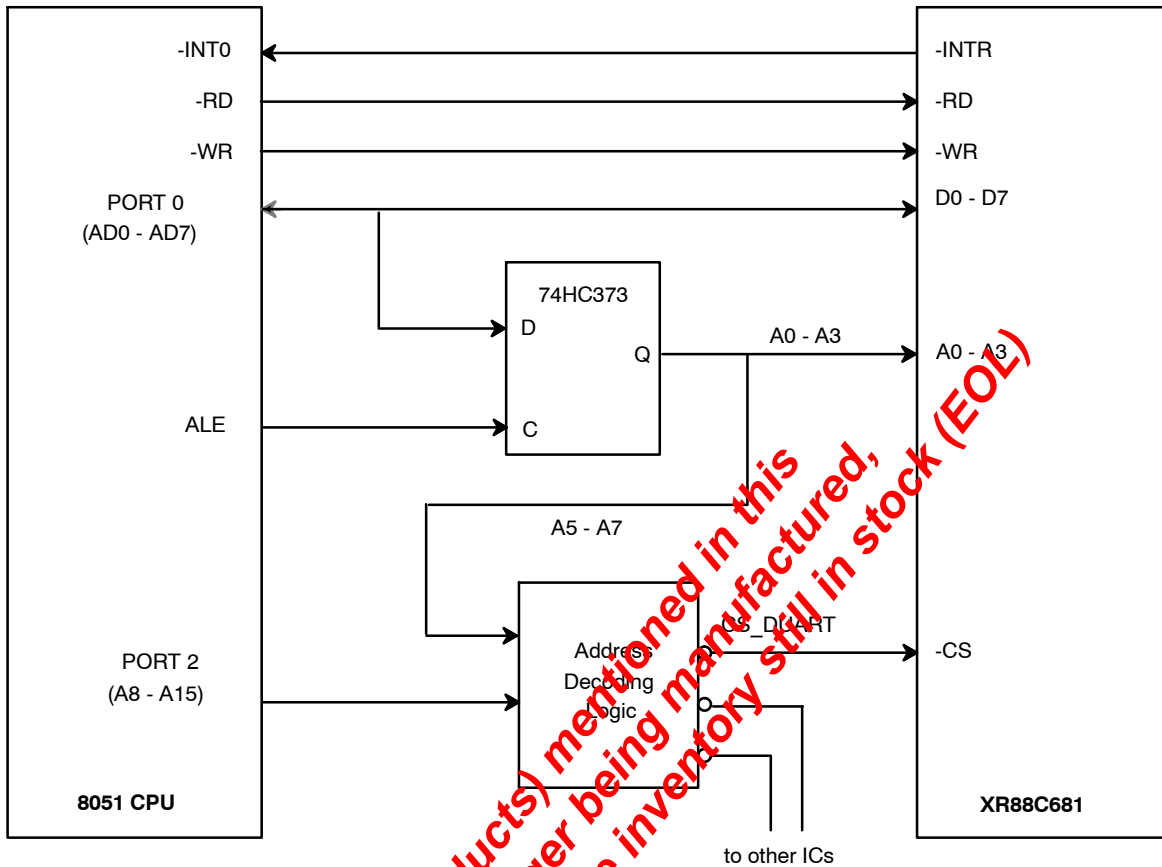 -INT0
-INTR
-RD
-RD
-WR
-WR
PORT 0
(AD0 - AD7)
D0 - D7
74HC373
D
Q
C
A0 - A3
A0 - A3
ALE
A5 - A7
CS_DUART
Address
Decoding
Logic
-CS
PORT 2
(A8 - A15)
8051 CPU
XR88C681
to other ICs
mentioned in this
being manufactured,
inventory still in stock (EOL)